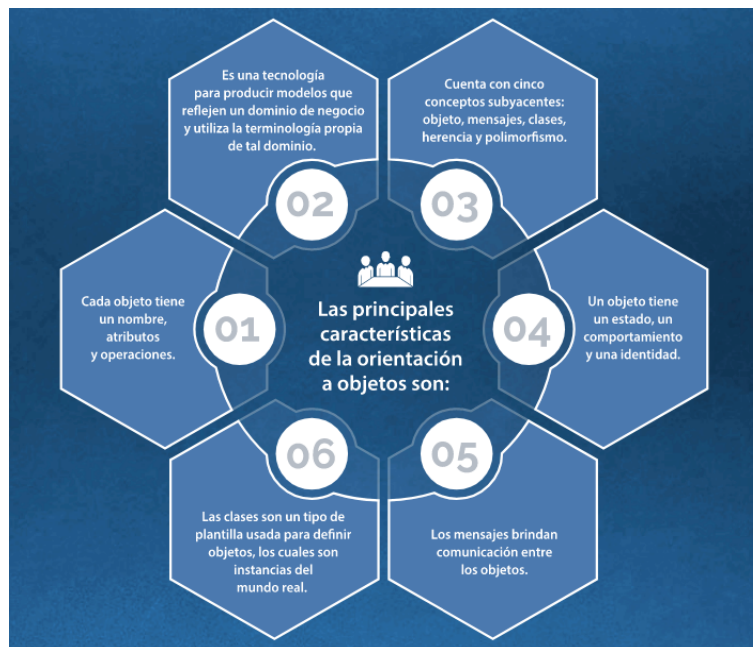 Las principales
características
de la orientación
a objetos son:
01
Cada objeto tiene
un nombre,
atributos
y operaciones.
02
Es una tecnología
para producir modelos que
reflejen un dominio de negocio
y utiliza la terminología propia
de tal dominio.
03
Cuenta con cinco
conceptos subyacentes:
objeto, mensajes, clases,
herencia y polimorfismo.
04
Un objeto tiene
un estado, un
comportamiento
y una identidad.
05
Los mensajes brindan
comunicación entre
los objetos.
06
Las clases son un tipo de
plantilla usada para definir
objetos, los cuales son
instancias del
mundo real.